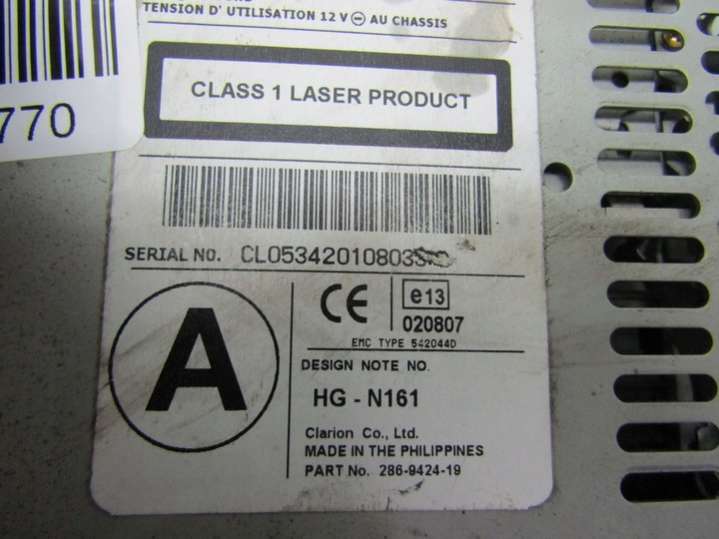 TENSION D' UTILISATION 12 V ⊖ AU CHASSIS
770
CLASS 1 LASER PRODUCT
SERIAL NO.
A
CE
e13
020807
EMC TYPE 542044D
DESIGN NOTE NO.
HG - N161
Clarion Co., Ltd.
MADE IN THE PHILIPPINES
PART No. 286-9424-19